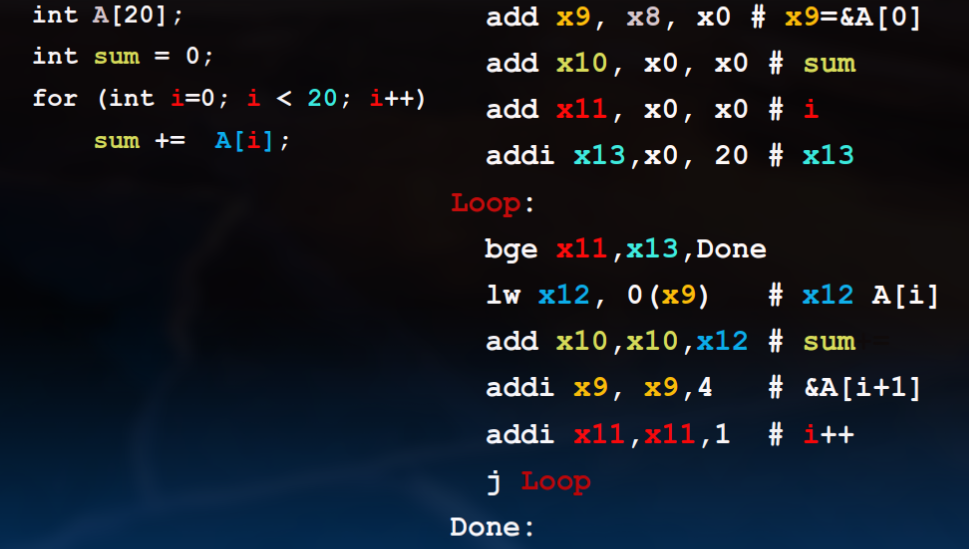 int A[20];
int sum = 0;
for (int i=0; i < 20; i++)
sum += A[i];
add x9, x8, x0 # x9=&A[0]
add x10, x0, x0 # sum
add x11, x0, x0 # i
addi x13,x0, 20 # x13
Loop:
bge x11,x13,Done
lw x12, 0(x9) # x12 A[i]
add x10,x10,x12 # sum
addi x9, x9,4 # &A[i+1]
addi x11,x11,1 # i++
j Loop
Done: